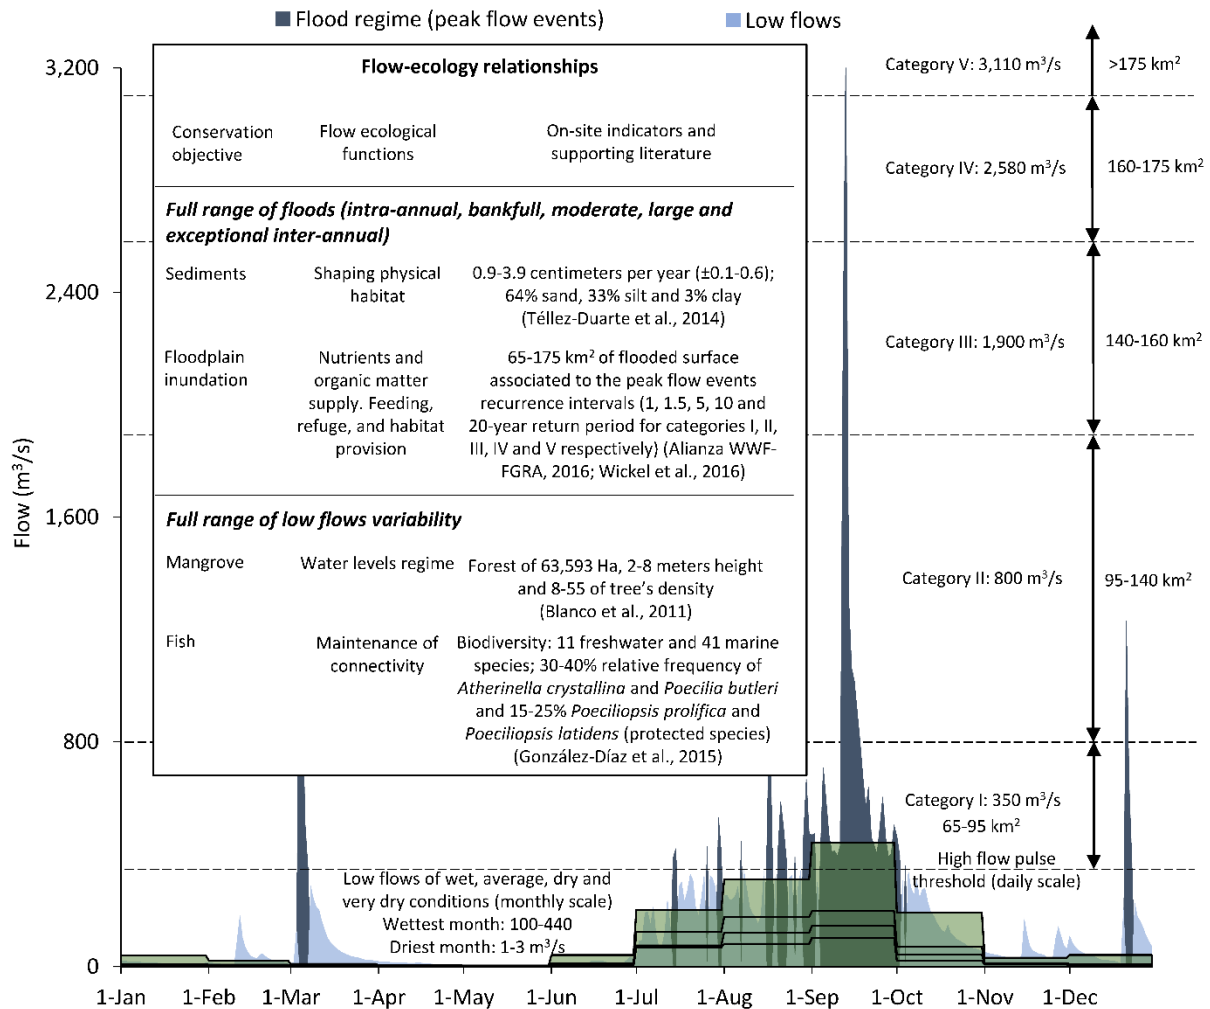 Flood regime (peak flow events)
Low flows
Flow (m³/s)
3,200
2,400
1,600
800
0
Flow-ecology relationships
Conservation objective
Flow ecological functions
On-site indicators and supporting literature
Full range of floods (intra-annual, bankfull, moderate, large and
exceptional inter-annual)
Sediments
Shaping physical
habitat
0.9-3.9 centimeters per year (±0.1-0.6);
64% sand, 33% silt and 3% clay
(Téllez-Duarte et al., 2014)
Floodplain
inundation
Nutrients and
organic matter
supply. Feeding,
refuge, and habitat
provision
65-175 km² of flooded surface
associated to the peak flow events
recurrence intervals (1, 1.5, 5, 10 and
20-year return period for categories I, II,
III, IV and V respectively) (Alianza WWF-
FGRA, 2016; Wickel et al., 2016)
Full range of low flows variability
Mangrove
Water levels regime
Forest of 63,593 Ha, 2-8 meters height
and 8-55 of tree's density
(Blanco et al., 2011)
Fish
Maintenance of
connectivity
Biodiversity: 11 freshwater and 41 marine
species; 30-40% relative frequency of
Atherinella crystallina and Poecilia butleri
and 15-25% Poeciliopsis prolifica and
Poeciliopsis latidens (protected species)
(González-Díaz et al., 2015)
Category V: 3,110 m³/s
>175 km²
Category IV: 2,580 m³/s
160-175 km²
Category III: 1,900 m³/s
140-160 km²
Category II: 800 m³/s
95-140 km²
Category I: 350 m³/s
65-95 km²
High flow pulse
threshold (daily scale)
Low flows of wet, average, dry and
very dry conditions (monthly scale)
Wettest month: 100-440
Driest month: 1-3 m³/s
1-Jan
1-Feb
1-Mar
1-Apr
1-May
1-Jun
1-Jul
1-Aug
1-Sep
1-Oct
1-Nov
1-Dec